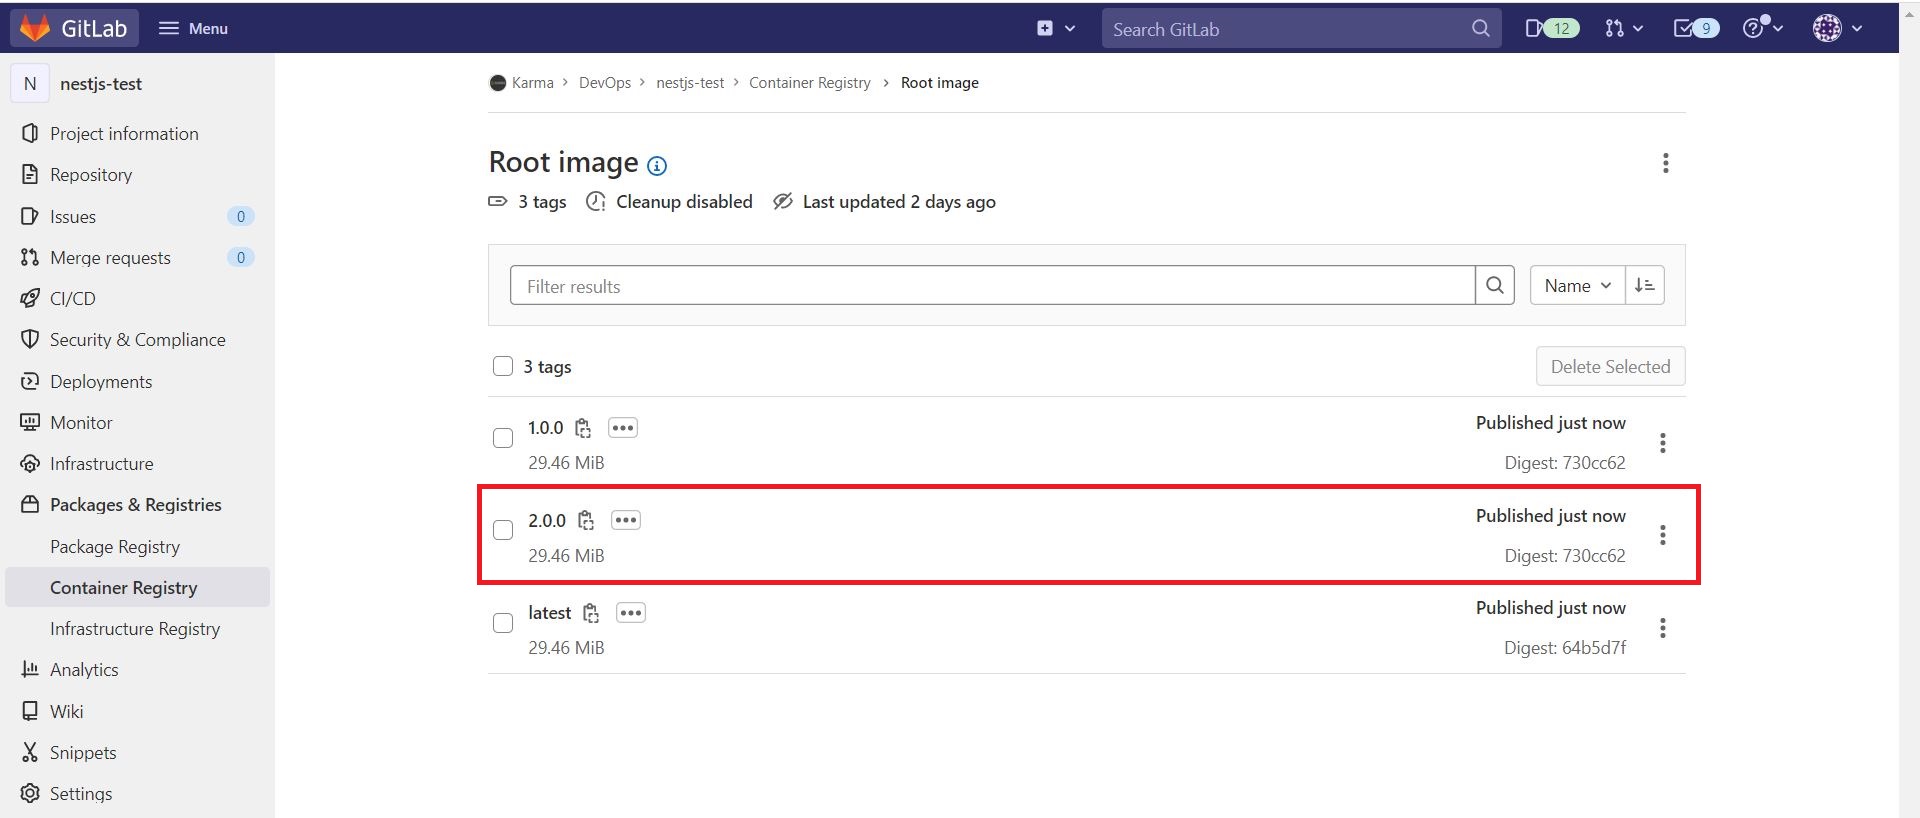 GitLab Menu Search GitLab 12 9
N nestjs-test
Karma > DevOps > nestjs-test > Container Registry > Root image
Project information
Repository
Issues 0
Merge requests 0
CI/CD
Security & Compliance
Deployments
Monitor
Infrastructure
Packages & Registries
Package Registry
Container Registry
Infrastructure Registry
Analytics
Wiki
Snippets
Settings
Root image
3 tags Cleanup disabled Last updated 2 days ago
Filter results Name
3 tags Delete Selected
1.0.0 Published just now
29.46 MiB Digest: 730cc62
2.0.0 Published just now
29.46 MiB Digest: 730cc62
latest Published just now
29.46 MiB Digest: 64b5d7f